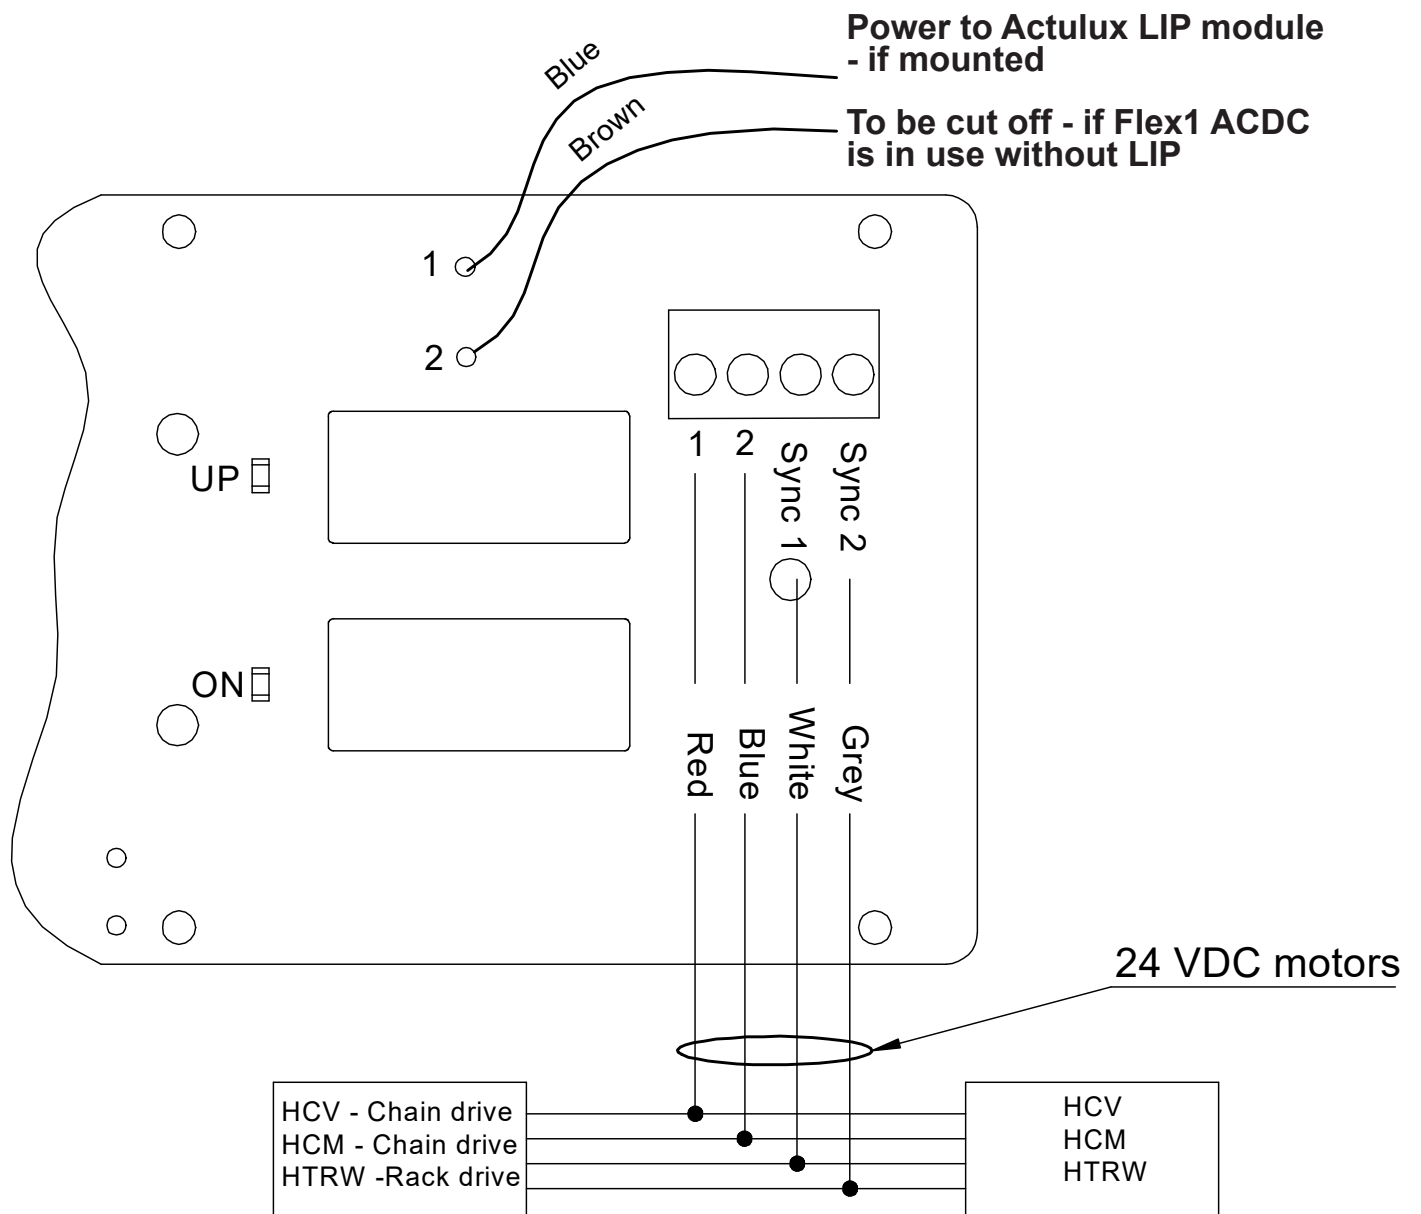 Power to Actulux LIP module
- if mounted
Blue
Brown
To be cut off - if Flex1 ACDC
is in use without LIP
1
2
1
2
Sync 1
Sync 2
UP
ON
Red
Blue
White
Grey
24 VDC motors
HCV - Chain drive
HCM - Chain drive
HTRW -Rack drive
HCV
HCM
HTRW